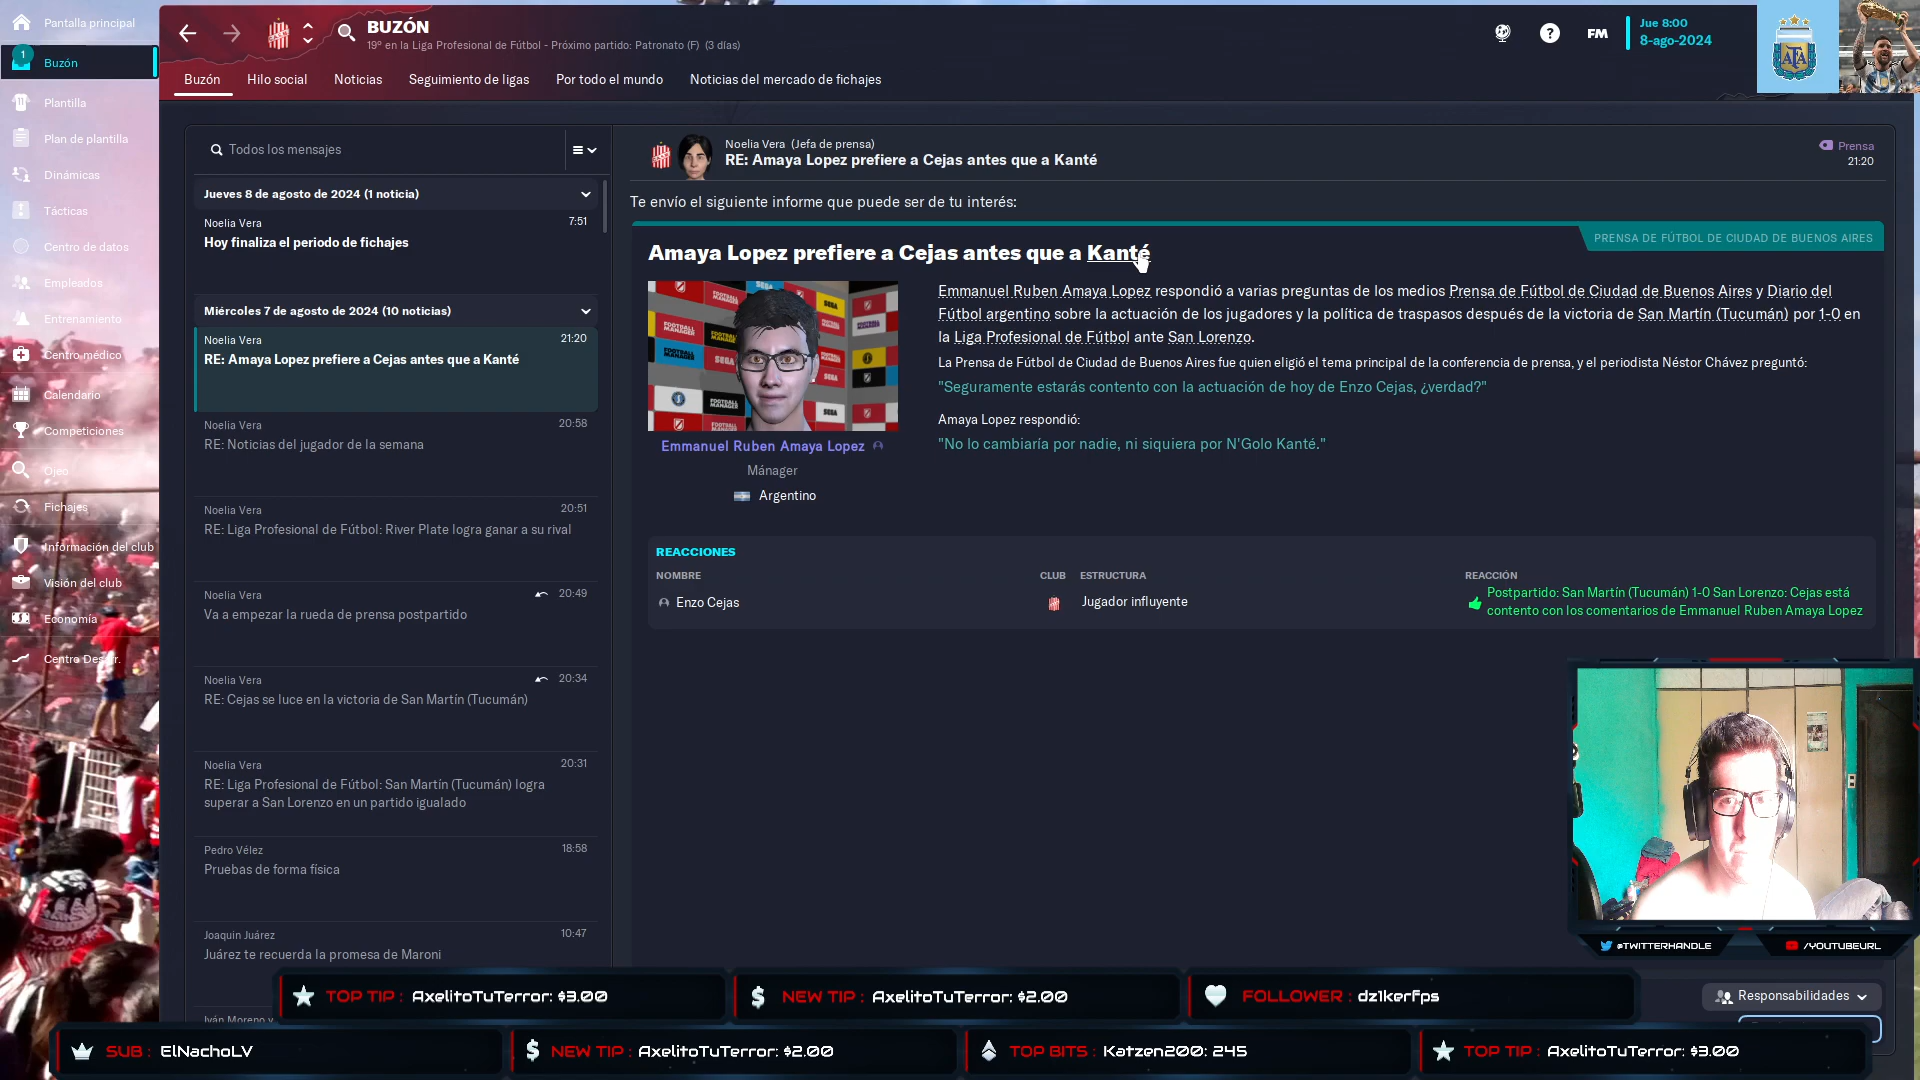 Pantalla principal
1
Buzón
Plantilla
Plan de plantilla
Dinámicas
Tácticas
Centro de datos
Empleados
Entrenamiento
Centro médico
Calendario
Competiciones
Ojeo
Fichajes
Información del club
Visión del club
Economía
BUZÓN
19º en la Liga Profesional de Fútbol - Próximo partido: Patronato (F) (3 días)
FM
Jue 8:00
8-ago-2024
AFA
Buzón
Hilo social
Noticias
Seguimiento de ligas
Por todo el mundo
Noticias del mercado de fichajes
Todos los mensajes
Jueves 8 de agosto de 2024 (1 noticia)
Noelia Vera 7:51
Hoy finaliza el periodo de fichajes
Miércoles 7 de agosto de 2024 (10 noticias)
Noelia Vera 21:20
RE: Amaya Lopez prefiere a Cejas antes que a Kanté
Noelia Vera 20:58
RE: Noticias del jugador de la semana
Noelia Vera 20:51
RE: Liga Profesional de Fútbol: River Plate logra ganar a su rival
Noelia Vera 20:49
Va a empezar la rueda de prensa postpartido
Noelia Vera 20:34
RE: Cejas se luce en la victoria de San Martín (Tucumán)
Noelia Vera 20:31
RE: Liga Profesional de Fútbol: San Martín (Tucumán) logra
superar a San Lorenzo en un partido igualado
Pedro Vélez 18:58
Pruebas de forma física
Joaquin Juárez 10:47
Juárez te recuerda la promesa de Maroni
Iván Moreno y
Noelia Vera (Jefa de prensa)
RE: Amaya Lopez prefiere a Cejas antes que a Kanté
Prensa
21:20
Te envío el siguiente informe que puede ser de tu interés:
PRENSA DE FÚTBOL DE CIUDAD DE BUENOS AIRES
Amaya Lopez prefiere a Cejas antes que a Kanté
Emmanuel Ruben Amaya Lopez
Mánager
Argentino
Emmanuel Ruben Amaya Lopez respondió a varias preguntas de los medios Prensa de Fútbol de Ciudad de Buenos Aires y Diario del
Fútbol argentino sobre la actuación de los jugadores y la política de traspasos después de la victoria de San Martín (Tucumán) por 1-0 en
la Liga Profesional de Fútbol ante San Lorenzo.
La Prensa de Fútbol de Ciudad de Buenos Aires fue quien eligió el tema principal de la conferencia de prensa, y el periodista Néstor Chávez preguntó:
"Seguramente estarás contento con la actuación de hoy de Enzo Cejas, ¿verdad?"
Amaya Lopez respondió:
"No lo cambiaría por nadie, ni siquiera por N'Golo Kanté."
REACCIONES
NOMBRE CLUB ESTRUCTURA REACCIÓN
Enzo Cejas Jugador influyente
Postpartido: San Martín (Tucumán) 1-0 San Lorenzo: Cejas está
contento con los comentarios de Emmanuel Ruben Amaya Lopez
@TWITTERHANDLE
/YOUTUBEURL
Responsabilidades
TOP TIP : AxelitoTuTerror: $3.00
NEW TIP : AxelitoTuTerror: $2.00
FOLLOWER : dz1kerfps
SUB : ElNachoLV
NEW TIP : AxelitoTuTerror: $2.00
TOP BITS : Katzen200: 245
TOP TIP : AxelitoTuTerror: $3.00